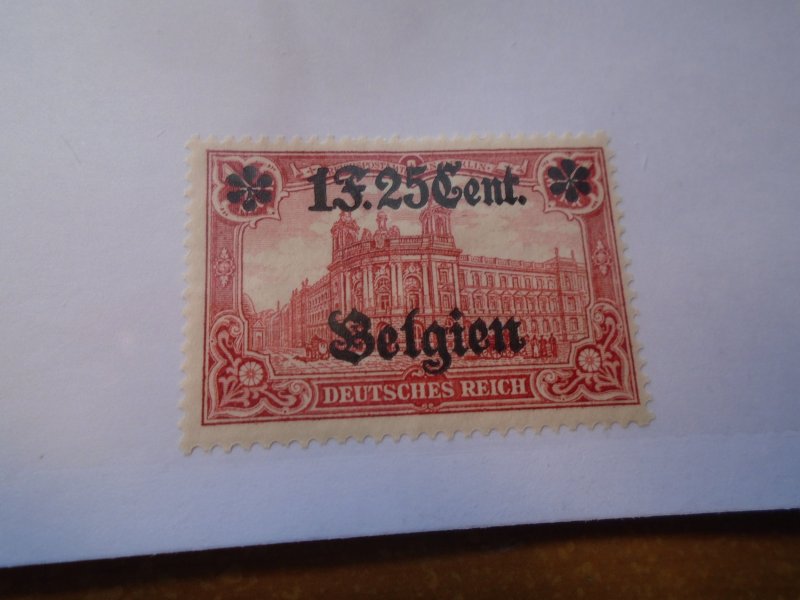 1F.25Cent.
Belgien
DEUTSCHES REICH